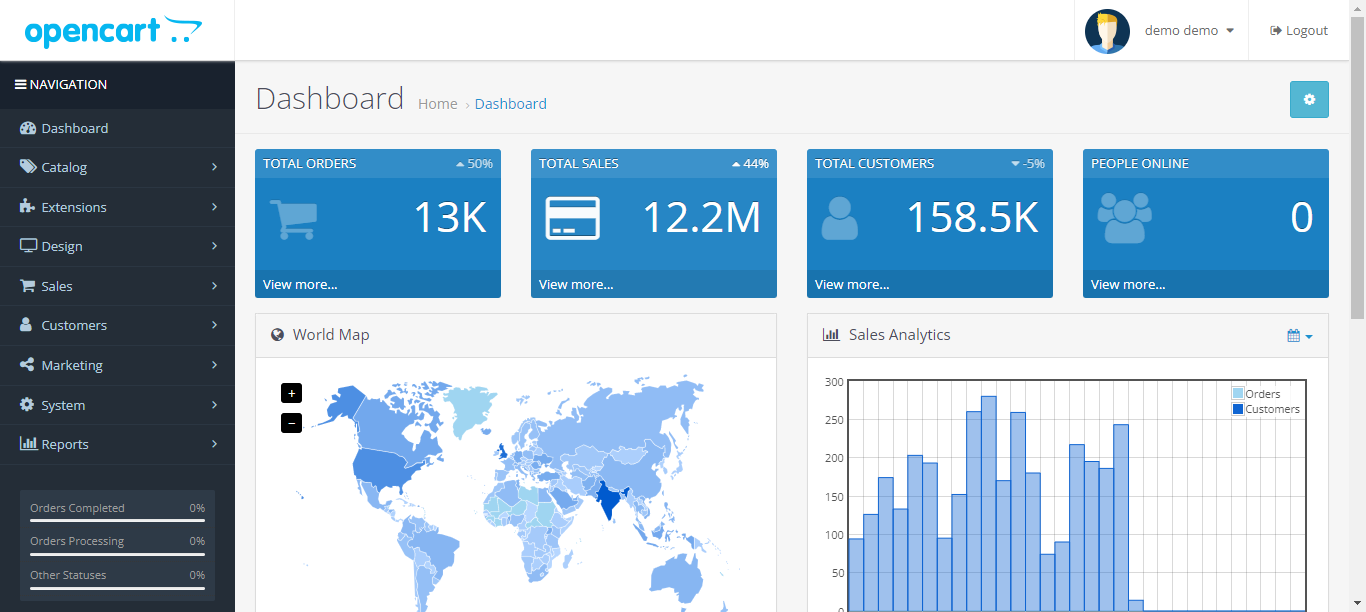 opencart
demo demo
Logout
NAVIGATION
Dashboard
Catalog
Extensions
Design
Sales
Customers
Marketing
System
Reports
Orders Completed 0%
Orders Processing 0%
Other Statuses 0%
Dashboard Home › Dashboard
TOTAL ORDERS 50%
13K
View more...
TOTAL SALES 44%
12.2M
View more...
TOTAL CUSTOMERS -5%
158.5K
View more...
PEOPLE ONLINE
0
View more...
World Map
+
−
Sales Analytics
300
250
200
150
100
50
0
Orders
Customers